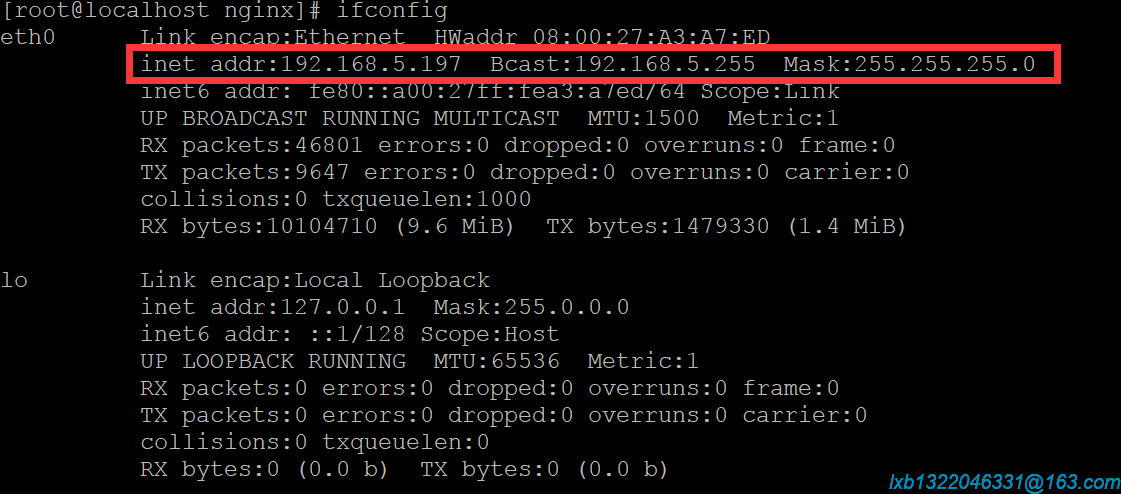 [root@localhost nginx]# ifconfig
eth0      Link encap:Ethernet  HWaddr 08:00:27:A3:A7:ED
          inet addr:192.168.5.197  Bcast:192.168.5.255  Mask:255.255.255.0
          inet6 addr: fe80::a00:27ff:fea3:a7ed/64 Scope:Link
          UP BROADCAST RUNNING MULTICAST  MTU:1500  Metric:1
          RX packets:46801 errors:0 dropped:0 overruns:0 frame:0
          TX packets:9647 errors:0 dropped:0 overruns:0 carrier:0
          collisions:0 txqueuelen:1000
          RX bytes:10104710 (9.6 MiB)  TX bytes:1479330 (1.4 MiB)

lo        Link encap:Local Loopback
          inet addr:127.0.0.1  Mask:255.0.0.0
          inet6 addr: ::1/128 Scope:Host
          UP LOOPBACK RUNNING  MTU:65536  Metric:1
          RX packets:0 errors:0 dropped:0 overruns:0 frame:0
          TX packets:0 errors:0 dropped:0 overruns:0 carrier:0
          collisions:0 txqueuelen:0
          RX bytes:0 (0.0 b)  TX bytes:0 (0.0 b)
lxb1322046331@163.com